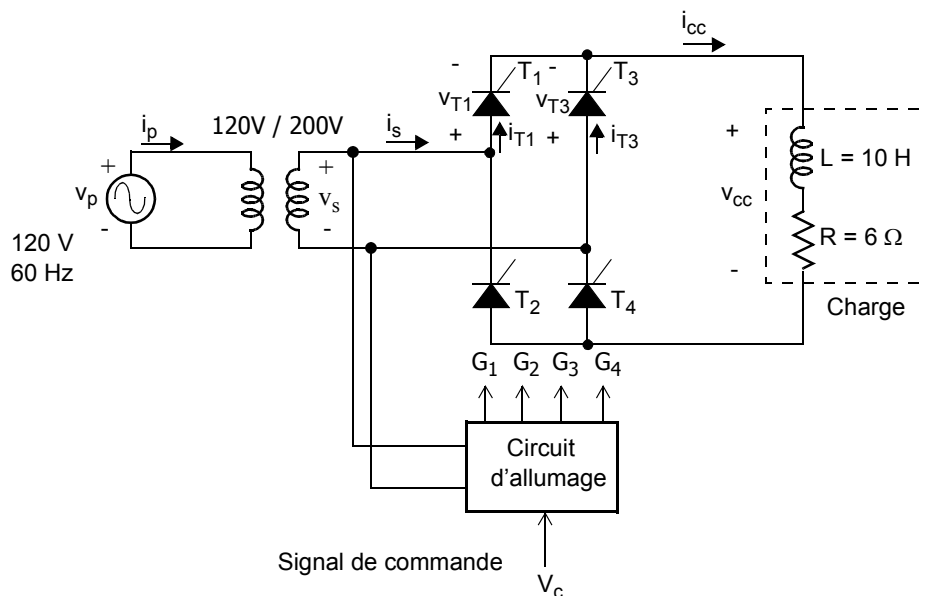 i_cc
- T_1 - T_3
v_T1 v_T3
+ i_T1 + i_T3
i_p 120V / 200V i_s
+
v_p
-
120 V
60 Hz
+
v_s
-
+
v_cc
-
L = 10 H
R = 6 Ω
Charge
T_2 T_4
G_1 G_2 G_3 G_4
Circuit
d'allumage
Signal de commande
V_c